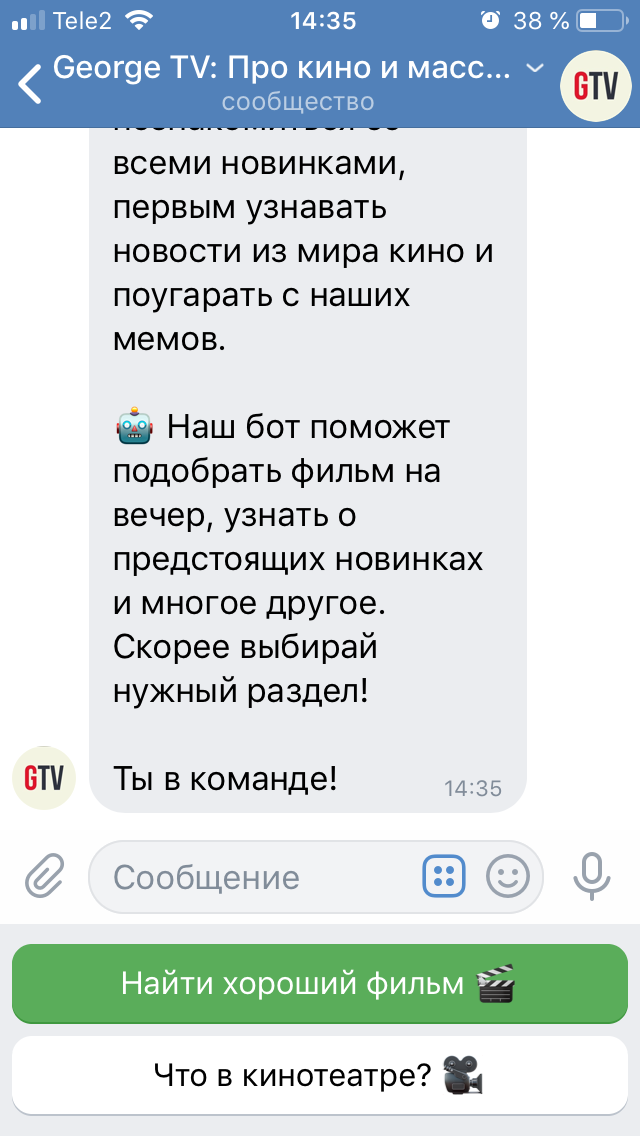 Tele2
14:35
38 %
George TV: Про кино и масс...
сообщество
GTV
познакомиться со
всеми новинками,
первым узнавать
новости из мира кино и
поугарать с наших
мемов.
🤖 Наш бот поможет
подобрать фильм на
вечер, узнать о
предстоящих новинках
и многое другое.
Скорее выбирай
нужный раздел!
Ты в команде!
14:35
GTV
Сообщение
Найти хороший фильм 🎬
Что в кинотеатре? 🎥